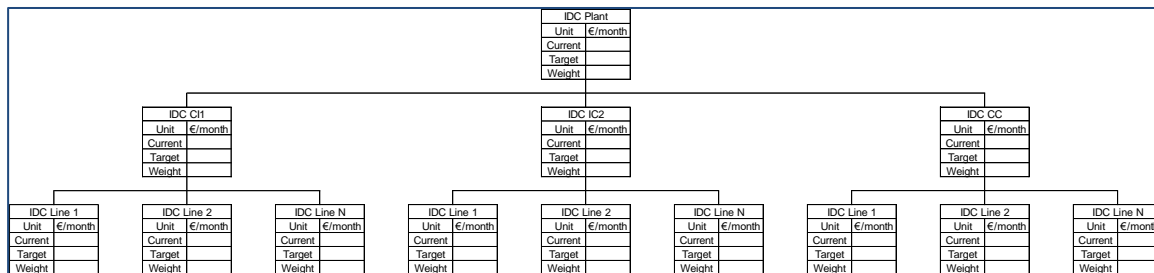 IDC Plant
Unit €/month
Current
Target
Weight
IDC CI1 IDC IC2 IDC CC
Unit €/month Unit €/month Unit €/month
Current Current Current
Target Target Target
Weight Weight Weight
IDC Line 1 IDC Line 2 IDC Line N IDC Line 1 IDC Line 2 IDC Line N IDC Line 1 IDC Line 2 IDC Line N
Unit €/month Unit €/month Unit €/month Unit €/month Unit €/month Unit €/month Unit €/month Unit €/month Unit €/month
Current Current Current Current Current Current Current Current Current
Target Target Target Target Target Target Target Target Target
Weight Weight Weight Weight Weight Weight Weight Weight Weight